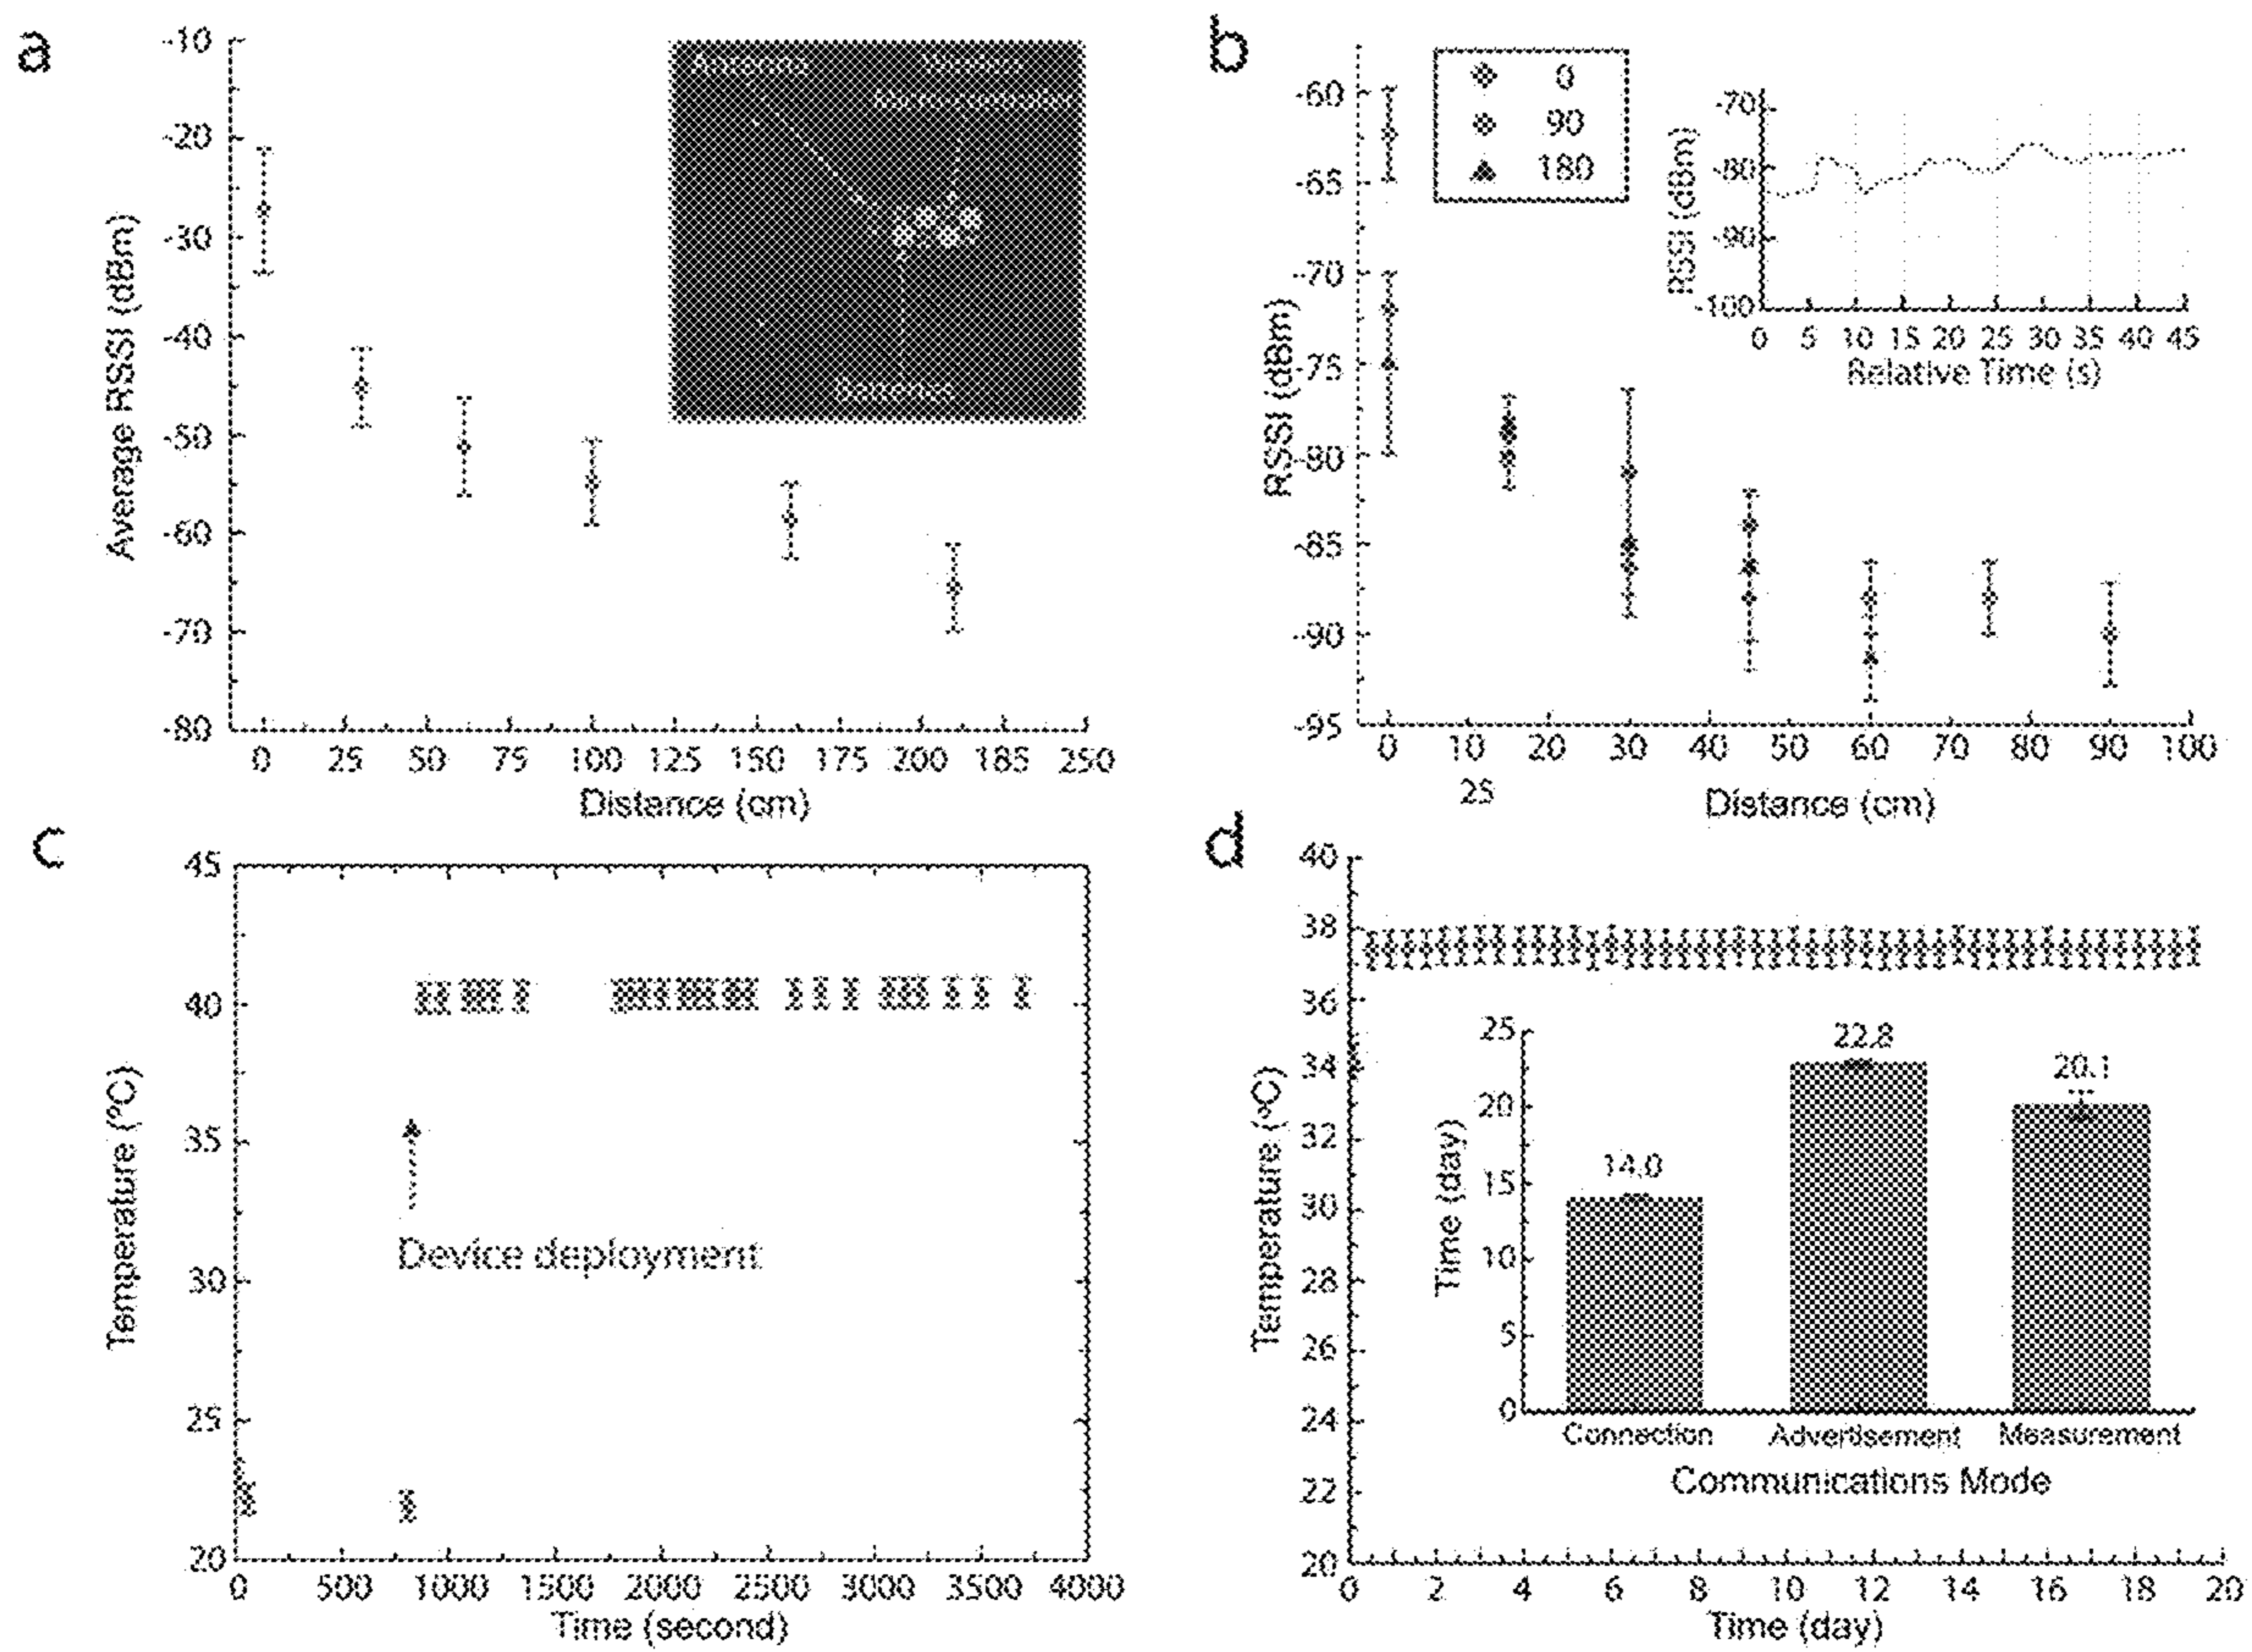 a
-10
-20
-30
-40
-50
-60
-70
-80
Average RSSI (dBm)
Antenna
Battery
0 25 50 75 100 125 150 175 200 185 250
Distance (cm)
b
-60
-65
-70
-75
-80
-85
-90
-95
RSSI (dBm)
0
90
180
-70
-80
-90
-100
RSSI (dBm)
0 5 10 15 20 25 30 35 40 45
Relative Time (s)
0 10 20 30 40 50 60 70 80 90 100
25
Distance (cm)
c
45
40
35
30
25
20
Temperature (°C)
Device deployment
0 500 1000 1500 2000 2500 3000 3500 4000
Time (second)
d
40
38
36
34
32
30
28
26
24
22
20
Temperature (°C)
25
20
15
10
5
0
Time (day)
14.0
22.8
20.1
Connection Advertisement Measurement
Communications Mode
0 2 4 6 8 10 12 14 16 18 20
Time (day)